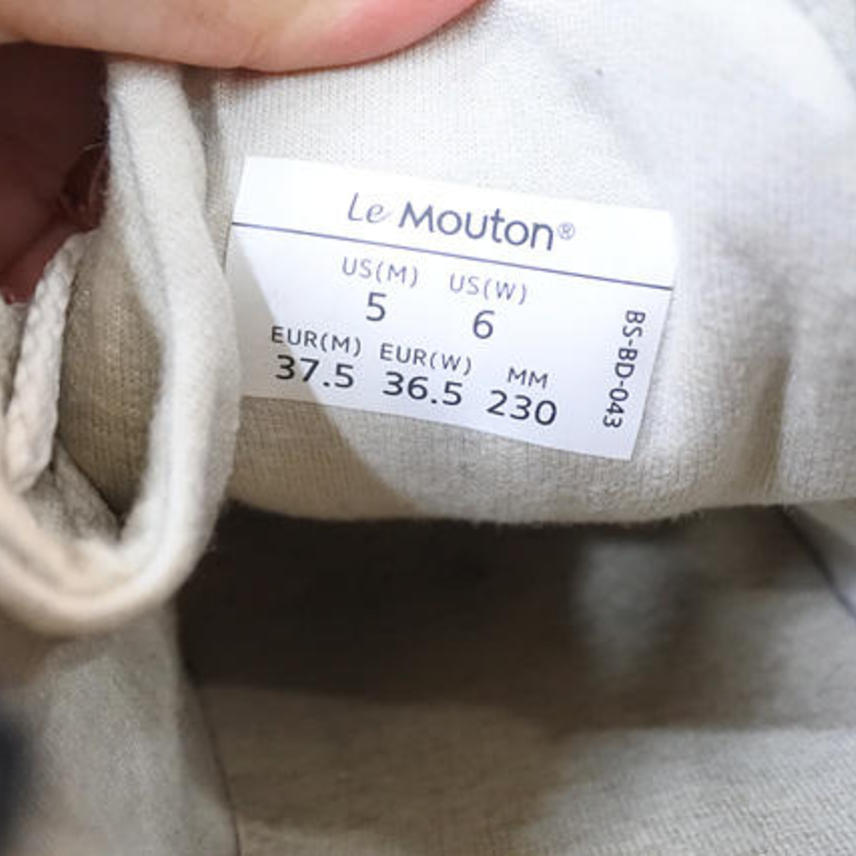 Le Mouton®
US(M) US(W)
5 6
EUR(M) EUR(W) MM
37.5 36.5 230
BS-BD-043